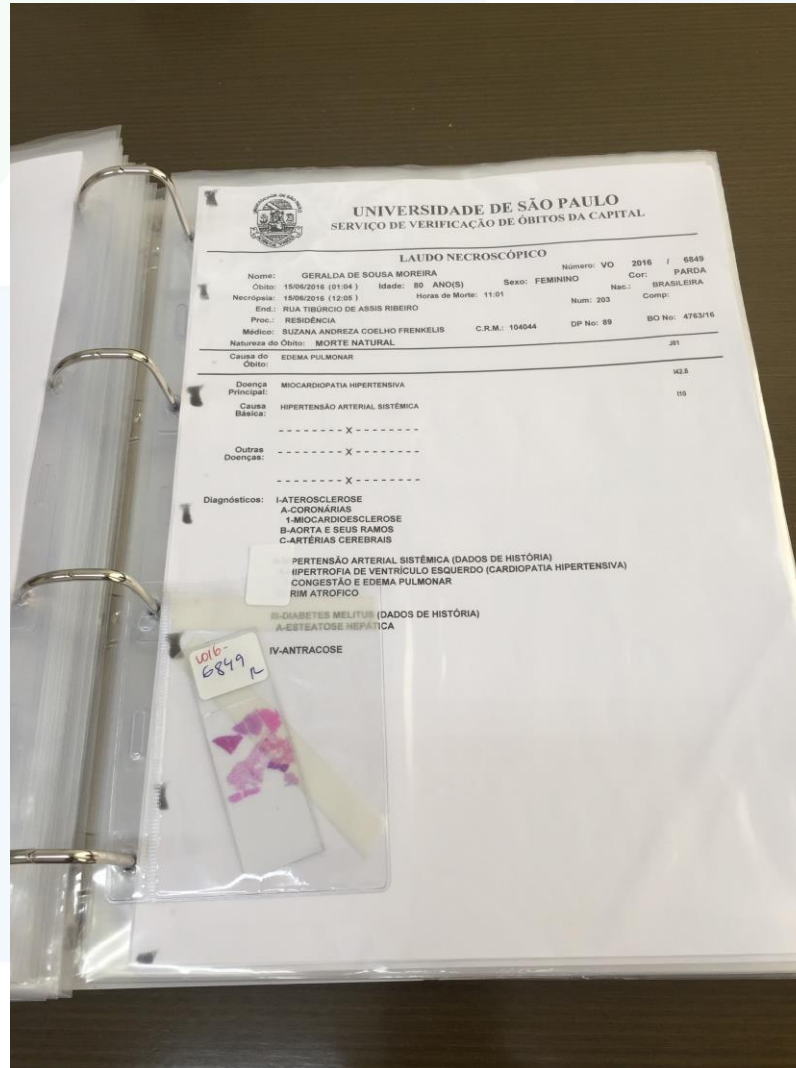 UNIVERSIDADE DE SÃO PAULO
SERVIÇO DE VERIFICAÇÃO DE ÓBITOS DA CAPITAL
LAUDO NECROSCÓPICO
Número: VO 2016 / 6849
Nome: GERALDA DE SOUSA MOREIRA
Óbito: 15/06/2016 (01:04 ) Idade: 80 ANO(S) Sexo: FEMININO Cor: PARDA
Necrópsia: 15/06/2016 (12:05 ) Horas de Morte: 11:01 Nac.: BRASILEIRA
End.: RUA TIBÚRCIO DE ASSIS RIBEIRO Num: 203 Comp:
Proc.: RESIDÊNCIA
Médico: SUZANA ANDREZA COELHO FRENKELIS C.R.M.: 104044 DP No: 89 BO No: 4763/16
Natureza do Óbito: MORTE NATURAL
Causa do Óbito: EDEMA PULMONAR J81
Doença Principal: MIOCARDIOPATIA HIPERTENSIVA I42.8
Causa Básica: HIPERTENSÃO ARTERIAL SISTÊMICA I10
- - - - - - - - X - - - - - - - -
Outras Doenças: - - - - - - - - X - - - - - - - -
- - - - - - - - X - - - - - - - -
Diagnósticos: I-ATEROSCLEROSE
A-CORONÁRIAS
1-MIOCARDIOESCLEROSE
B-AORTA E SEUS RAMOS
C-ARTÉRIAS CEREBRAIS
PERTENSÃO ARTERIAL SISTÊMICA (DADOS DE HISTÓRIA)
HIPERTROFIA DE VENTRÍCULO ESQUERDO (CARDIOPATIA HIPERTENSIVA)
CONGESTÃO E EDEMA PULMONAR
RIM ATROFICO
III-DIABETES MELITUS (DADOS DE HISTÓRIA)
A-ESTEATOSE HEPÁTICA
IV-ANTRACOSE
6849